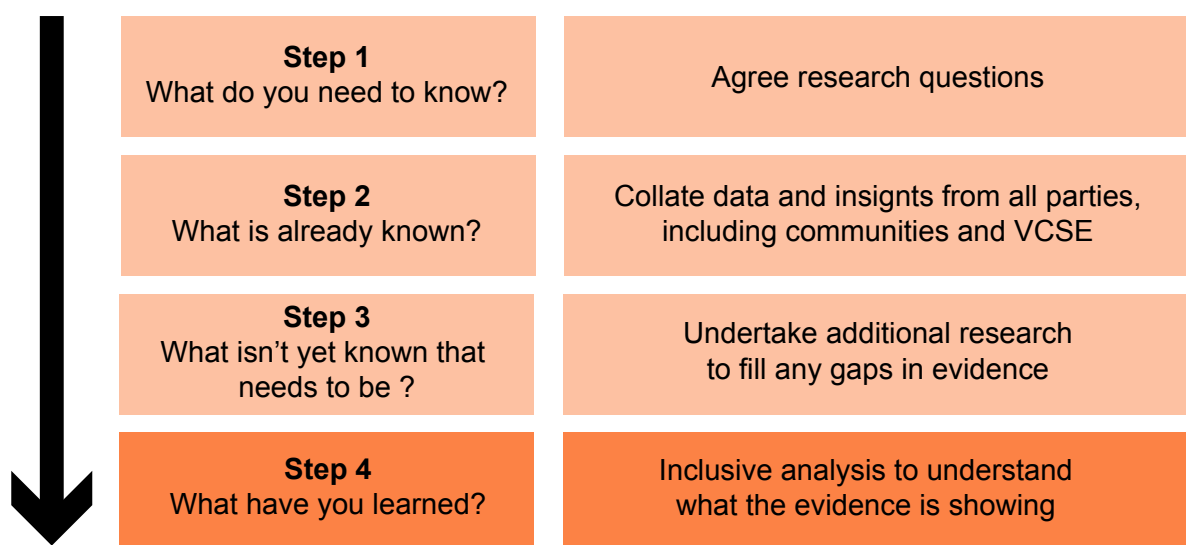 Step 1
What do you need to know?
Agree research questions
Step 2
What is already known?
Collate data and insignts from all parties,
including communities and VCSE
Step 3
What isn't yet known that
needs to be ?
Undertake additional research
to fill any gaps in evidence
Step 4
What have you learned?
Inclusive analysis to understand
what the evidence is showing